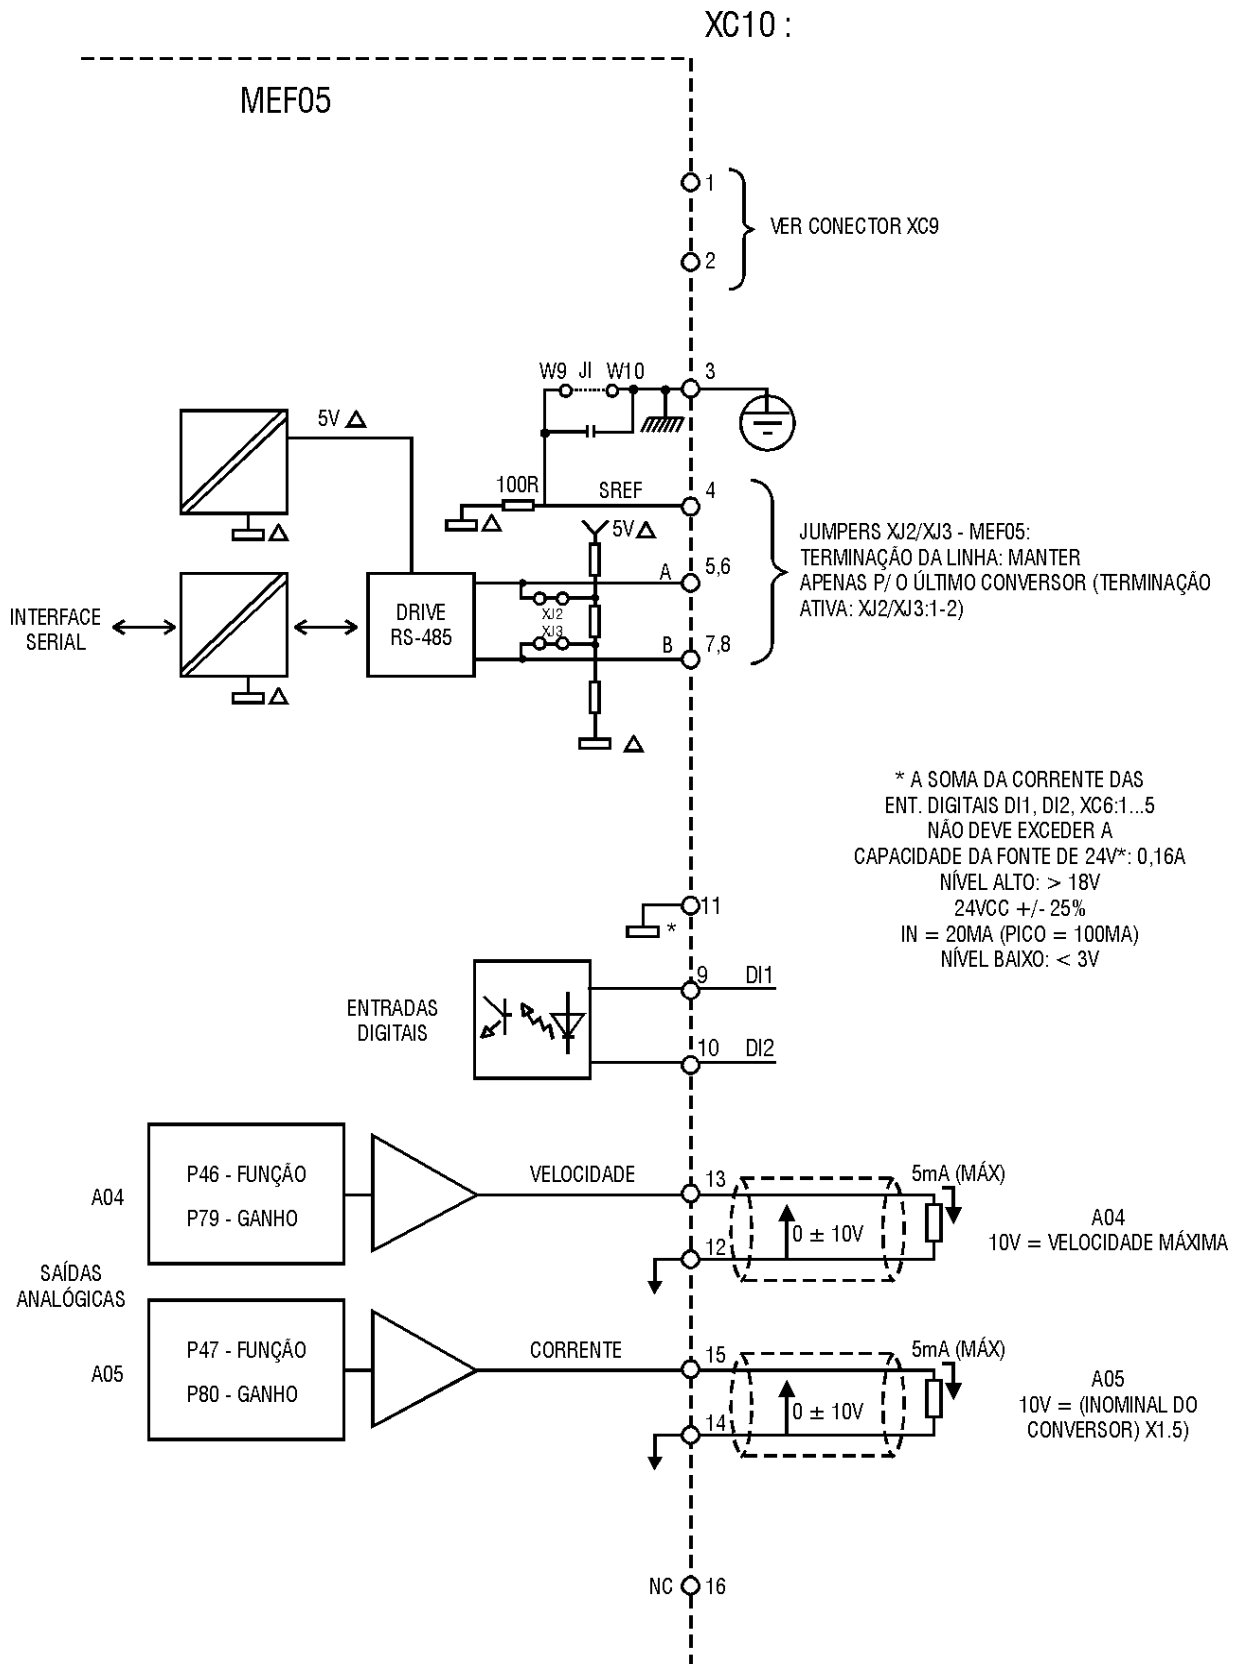 XC10 :
MEF05
1
2
VER CONECTOR XC9
W9 JI W10
3
5V
100R
SREF
4
5V
JUMPERS XJ2/XJ3 - MEF05:
TERMINAÇÃO DA LINHA: MANTER
APENAS P/ O ÚLTIMO CONVERSOR (TERMINAÇÃO
ATIVA: XJ2/XJ3:1-2)
A
5,6
INTERFACE
SERIAL
DRIVE
RS-485
XJ2
XJ3
B
7,8
* A SOMA DA CORRENTE DAS
ENT. DIGITAIS DI1, DI2, XC6:1...5
NÃO DEVE EXCEDER A
CAPACIDADE DA FONTE DE 24V*: 0,16A
NÍVEL ALTO: > 18V
24VCC +/- 25%
IN = 20MA (PICO = 100MA)
NÍVEL BAIXO: < 3V
11
*
ENTRADAS
DIGITAIS
9 DI1
10 DI2
SAÍDAS
ANALÓGICAS
A04
P46 - FUNÇÃO
P79 - GANHO
VELOCIDADE
13
5mA (MÁX)
0 ± 10V
12
A04
10V = VELOCIDADE MÁXIMA
A05
P47 - FUNÇÃO
P80 - GANHO
CORRENTE
15
5mA (MÁX)
0 ± 10V
14
A05
10V = (INOMINAL DO
CONVERSOR) X1.5)
NC 16